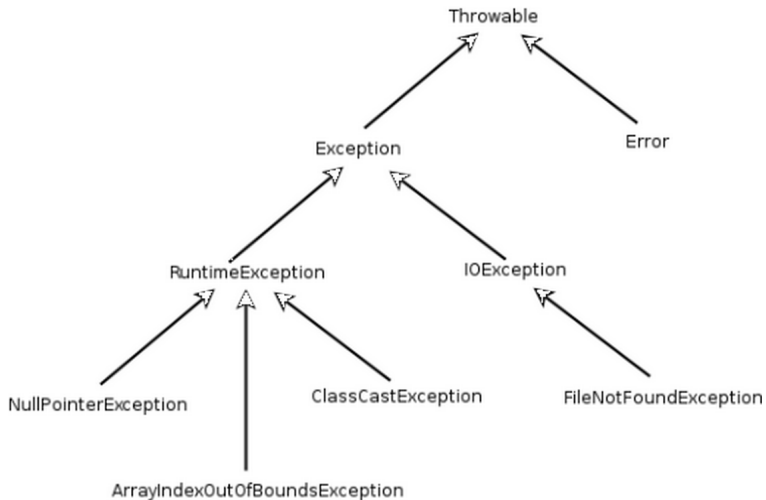 Throwable
Exception
Error
RuntimeException
IOException
NullPointerException
ClassCastException
FileNotFoundException
ArrayIndexOutOfBoundsException